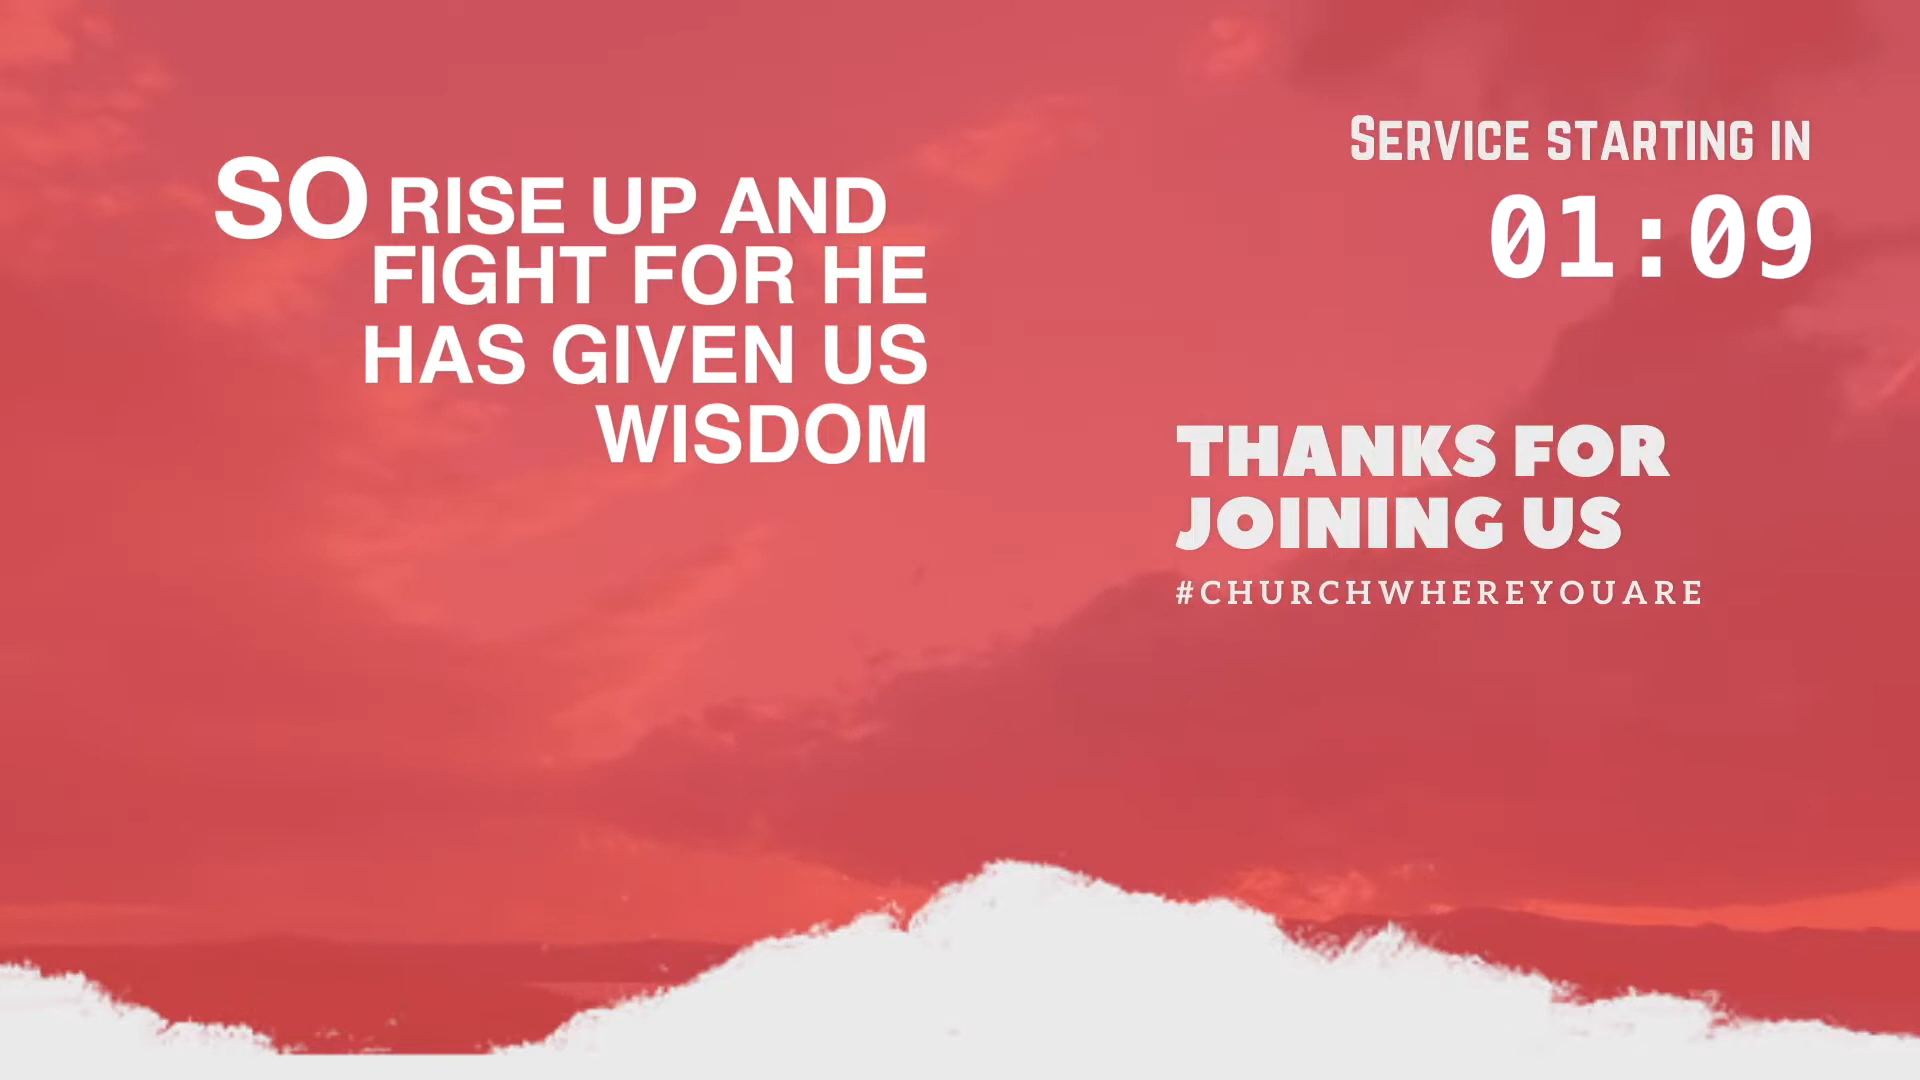 SO RISE UP AND
FIGHT FOR HE
HAS GIVEN US
WISDOM
SERVICE STARTING IN
01:09
THANKS FOR
JOINING US
#CHURCHWHEREYOUARE